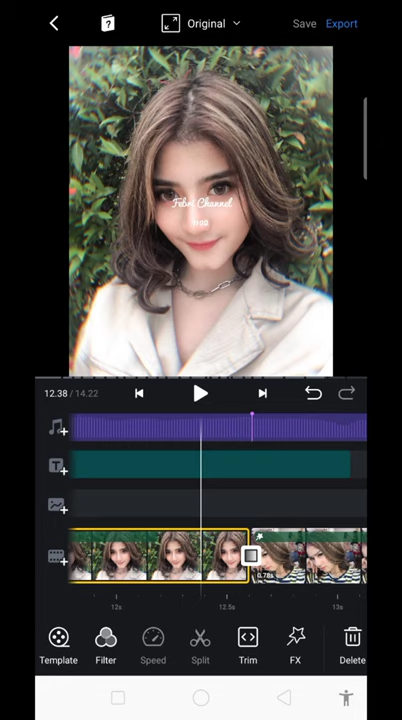 Original
Save
Export
Febri Channel
12.38 / 14.22
T
0.78s
12s
12.5s
13s
Template
Filter
Speed
Split
Trim
FX
Delete